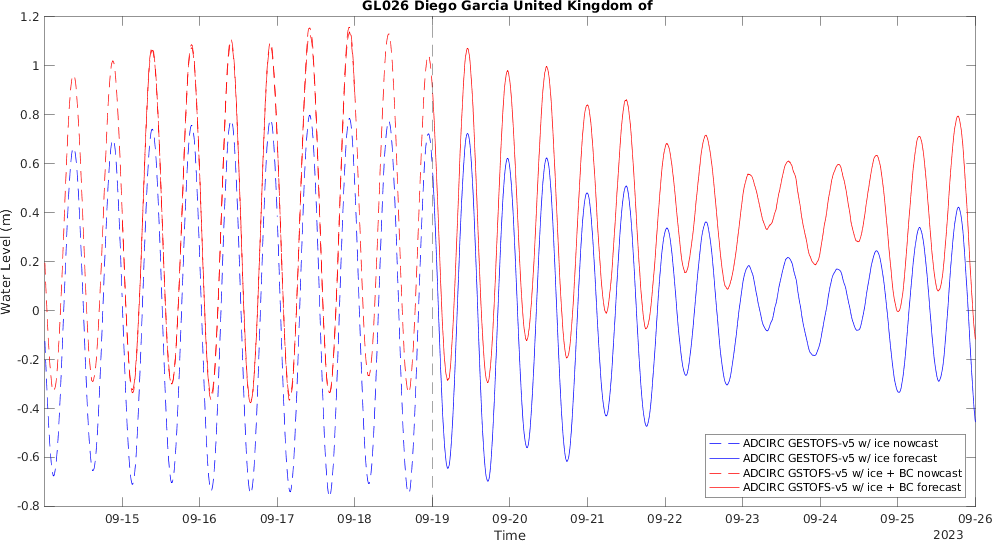 GL026 Diego Garcia United Kingdom of
1.2
1
0.8
0.6
0.4
0.2
0
-0.2
-0.4
-0.6
-0.8
Water Level (m)
09-15 09-16 09-17 09-18 09-19 09-20 09-21 09-22 09-23 09-24 09-25 09-26
Time
2023
ADCIRC GESTOFS-v5 w/ ice nowcast
ADCIRC GESTOFS-v5 w/ ice forecast
ADCIRC GSTOFS-v5 w/ ice + BC nowcast
ADCIRC GSTOFS-v5 w/ ice + BC forecast